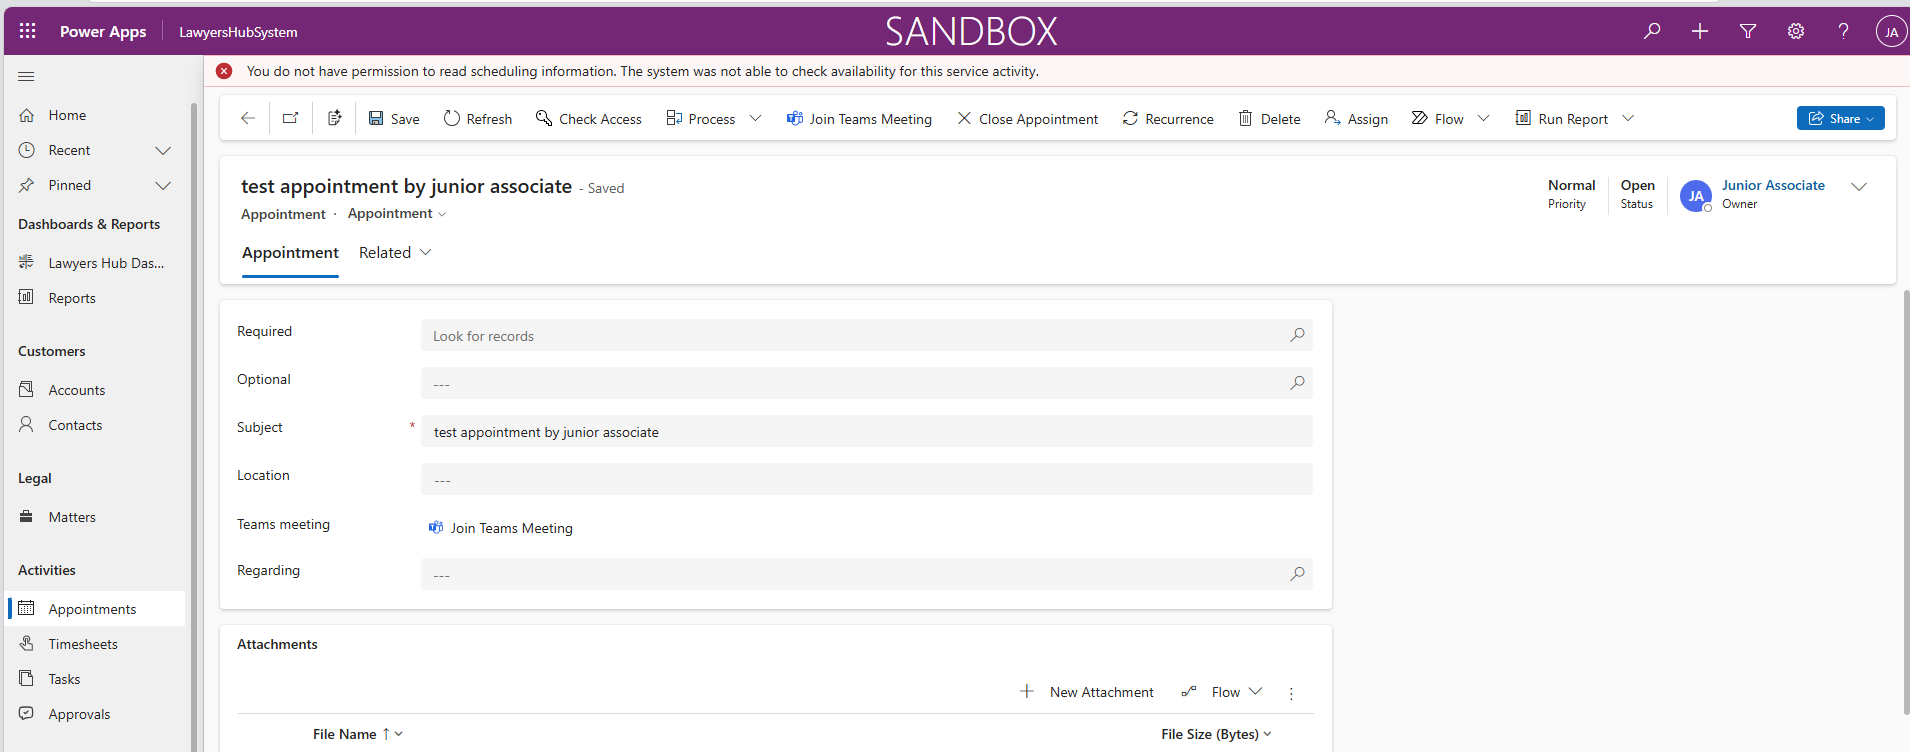 Power Apps
LawyersHubSystem
SANDBOX
JA
You do not have permission to read scheduling information. The system was not able to check availability for this service activity.
Home
Recent
Pinned
Dashboards & Reports
Lawyers Hub Das...
Reports
Customers
Accounts
Contacts
Legal
Matters
Activities
Appointments
Timesheets
Tasks
Approvals
Save
Refresh
Check Access
Process
Join Teams Meeting
Close Appointment
Recurrence
Delete
Assign
Flow
Run Report
Share
test appointment by junior associate - Saved
Appointment · Appointment
Normal
Priority
Open
Status
JA
Junior Associate
Owner
Appointment
Related
Required
Look for records
Optional
---
Subject *
test appointment by junior associate
Location
---
Teams meeting
Join Teams Meeting
Regarding
---
Attachments
New Attachment
Flow
File Name ↑
File Size (Bytes)